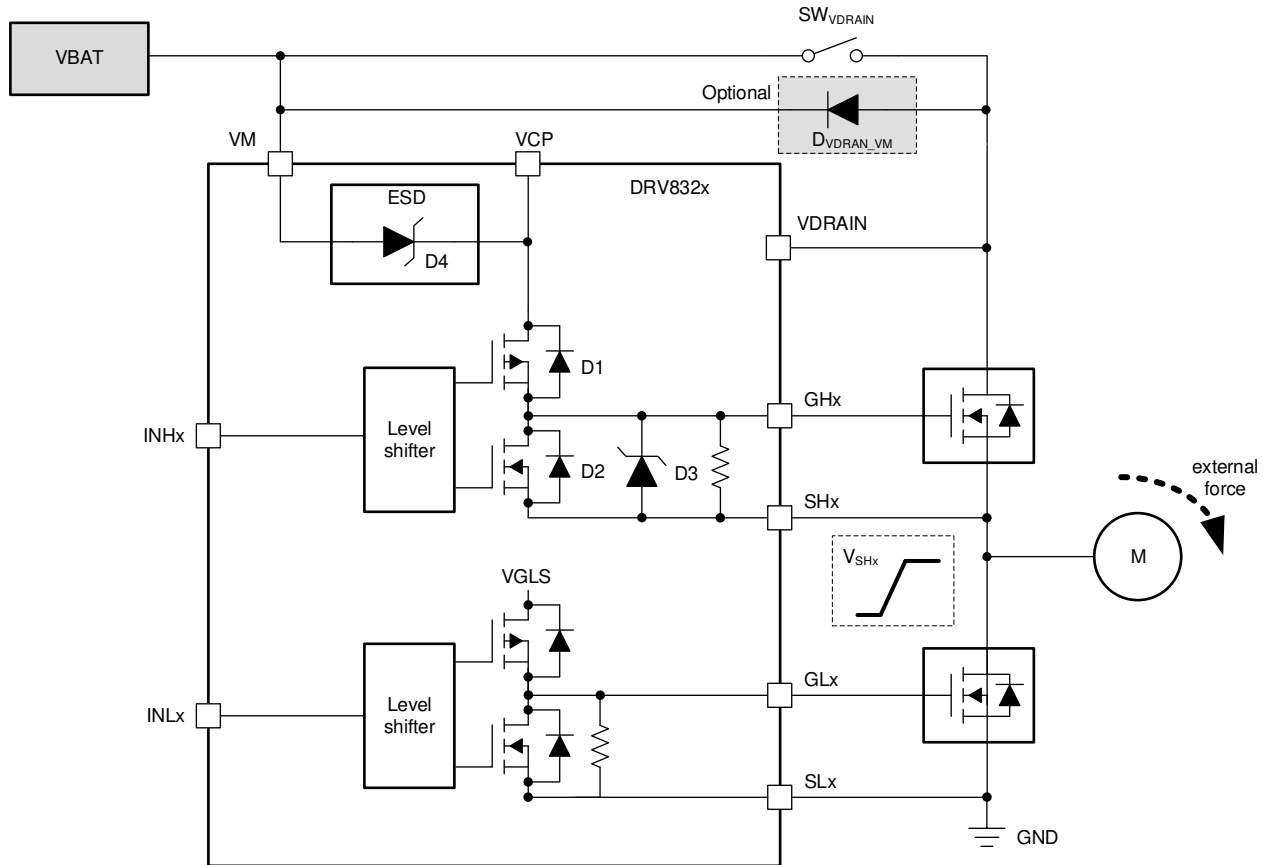 SWVDRAIN
VBAT
Optional
DVDRAN_VM
VM
VCP
DRV832x
ESD
D4
VDRAIN
D1
GHx
INHx
Level
shifter
D2
D3
SHx
external
force
VSHx
M
VGLS
GLx
INLx
Level
shifter
SLx
GND